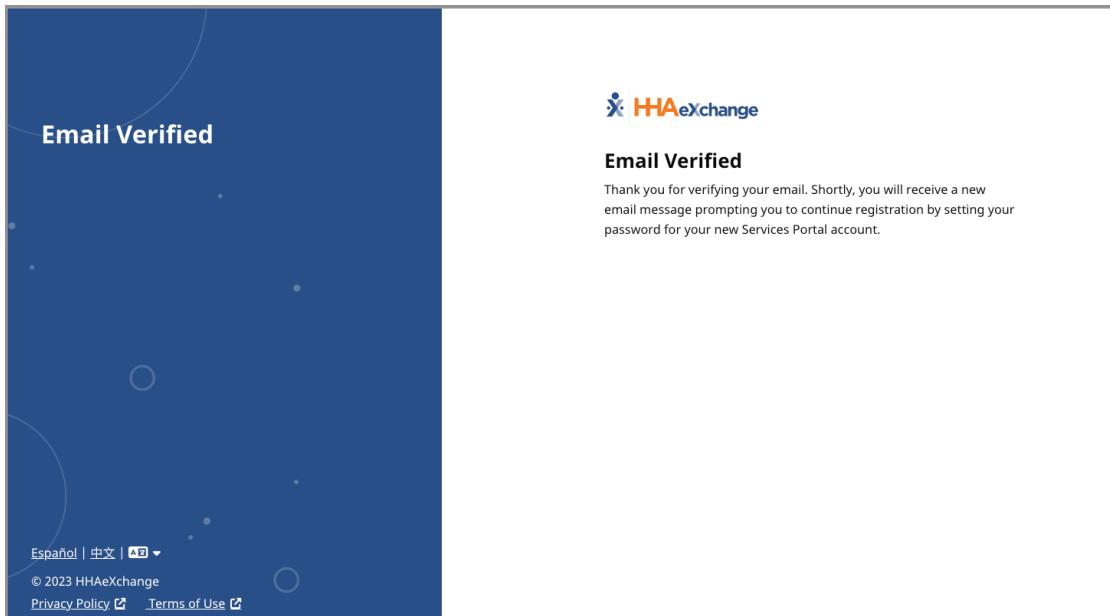 Email Verified
HHAeXchange
Email Verified
Thank you for verifying your email. Shortly, you will receive a new
email message prompting you to continue registration by setting your
password for your new Services Portal account.
Español | 中文 | A Z
© 2023 HHAeXchange
Privacy Policy Terms of Use